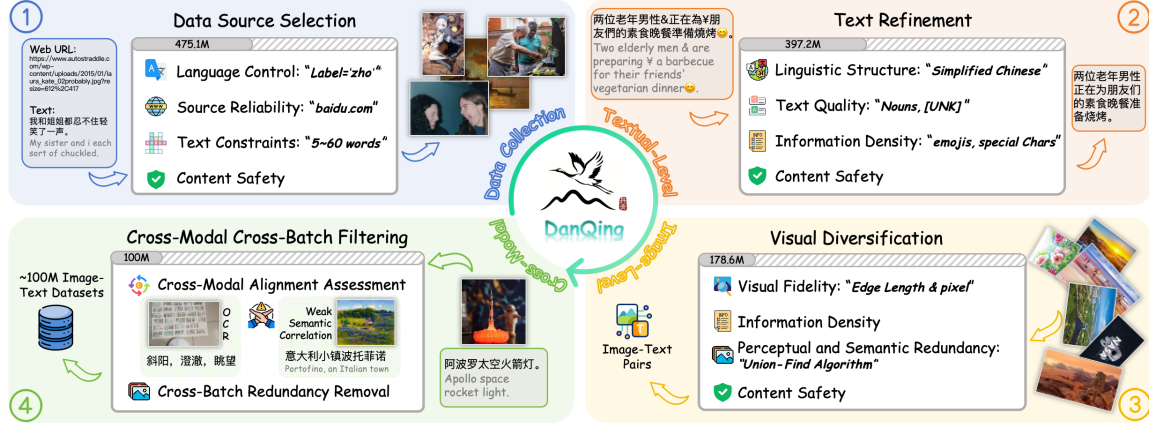 1
Data Source Selection
Web URL:
https://www.autostraddle.c
om/wp-
content/uploads/2015/01/la
ura_kate_02probably.jpg?re
size=612%2C417
Text:
我和姐姐都忍不住轻
笑了一声。
My sister and i each
sort of chuckled.
475.1M
Language Control: “Label='zho'”
Source Reliability: “baidu.com”
Text Constraints: “5~60 words”
Content Safety
Data Collection
2
Text Refinement
两位老年男性&正在為¥朋
友們的素食晚餐準備燒烤😊。
Two elderly men & are
preparing ¥ a barbecue
for their friends'
vegetarian dinner😊.
397.2M
Linguistic Structure: “Simplified Chinese”
Text Quality: “Nouns, [UNK]”
Information Density: “emojis, special Chars”
Content Safety
两位老年男性
正在为朋友们
的素食晚餐准
备烧烤。
Textual-Level
DanQing
Cross-Modal
Image-Level
Visual Diversification
178.6M
Visual Fidelity: “Edge Length & pixel”
Information Density
Perceptual and Semantic Redundancy:
“Union-Find Algorithm”
Content Safety
Image-Text
Pairs
3
Cross-Modal Cross-Batch Filtering
~100M Image-
Text Datasets
100M
Cross-Modal Alignment Assessment
OCR
斜阳，澄澈，眺望
Weak
Semantic
Correlation
意大利小镇波托菲诺
Portofino, an Italian town
Cross-Batch Redundancy Removal
阿波罗太空火箭灯。
Apollo space
rocket light.
4